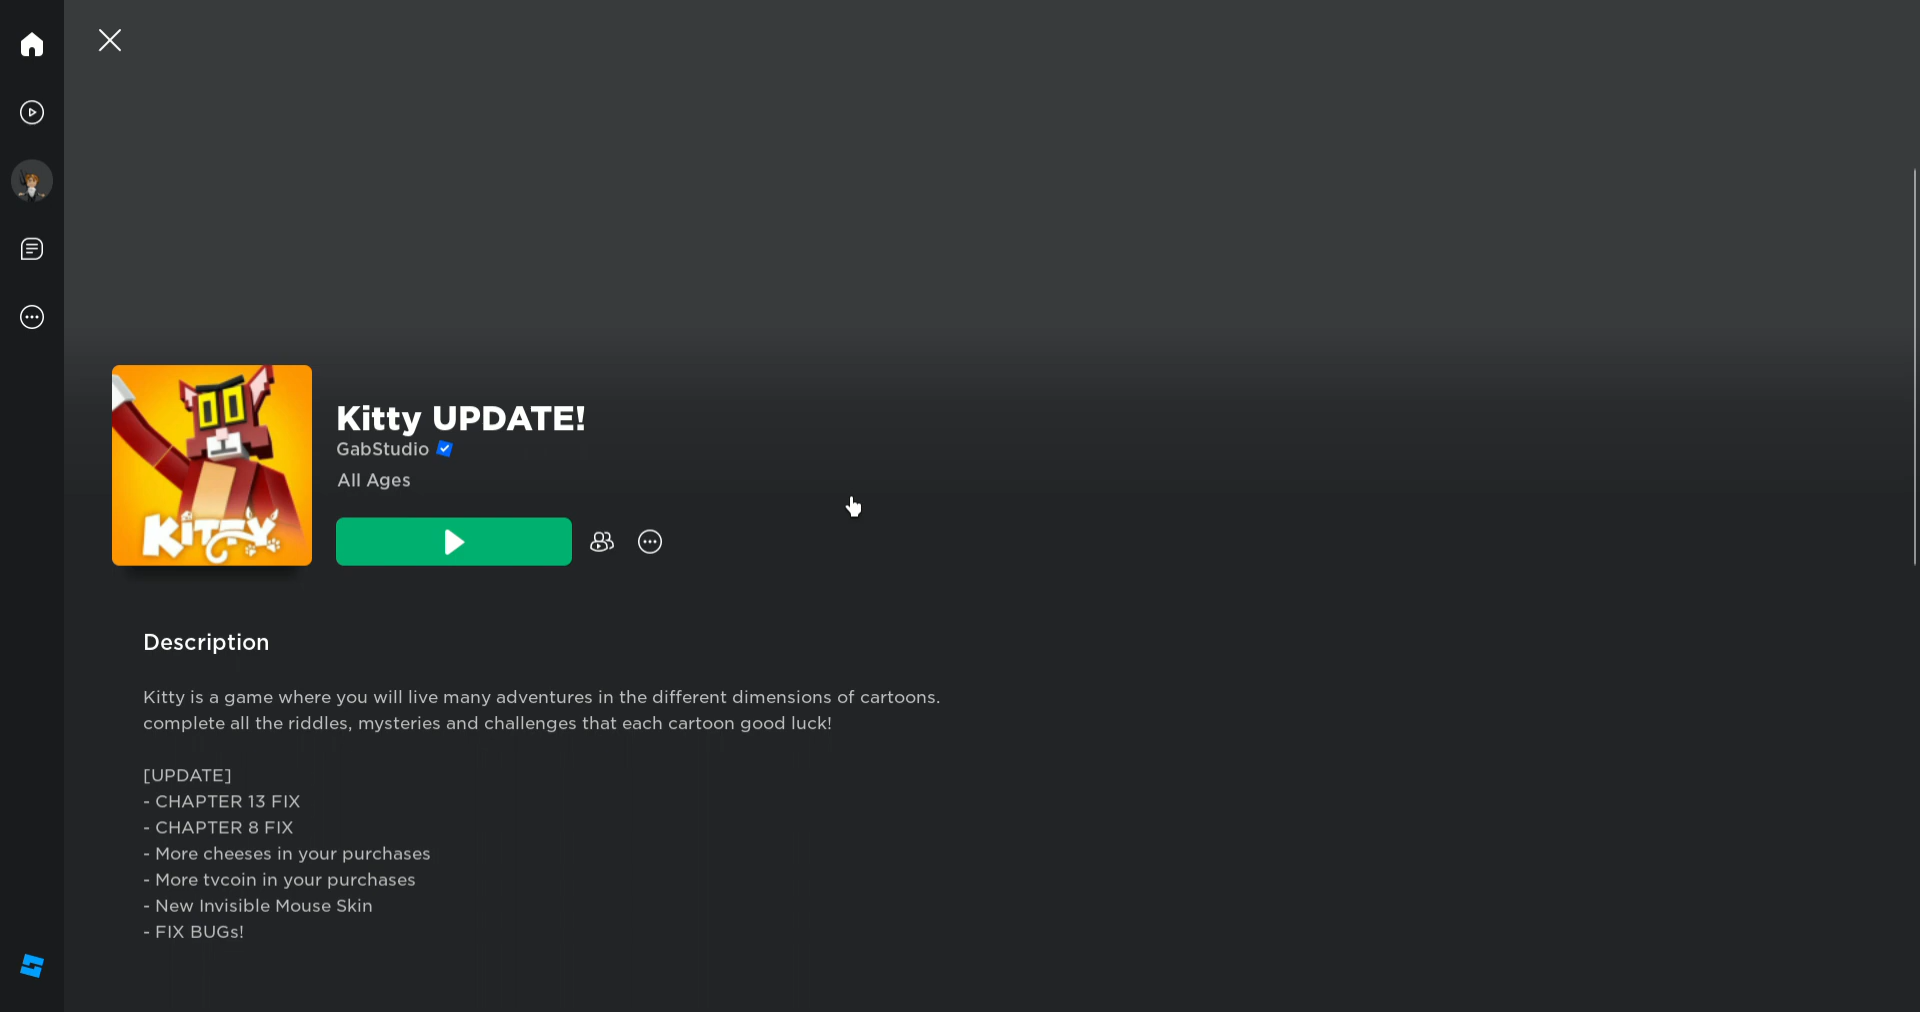 KiTTY
Kitty UPDATE!
GabStudio
All Ages
Description
Kitty is a game where you will live many adventures in the different dimensions of cartoons.
complete all the riddles, mysteries and challenges that each cartoon good luck!
[UPDATE]
- CHAPTER 13 FIX
- CHAPTER 8 FIX
- More cheeses in your purchases
- More tvcoin in your purchases
- New Invisible Mouse Skin
- FIX BUGs!